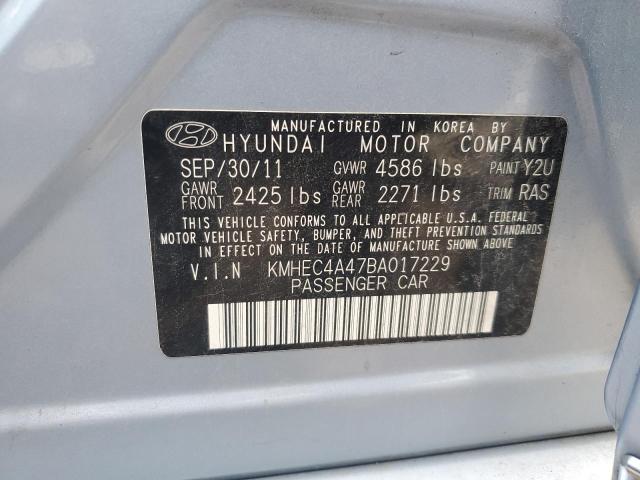 MANUFACTURED IN KOREA BY
HYUNDAI MOTOR COMPANY
SEP/30/11 GVWR 4586 lbs PAINT Y2U
GAWR FRONT 2425 lbs GAWR REAR 2271 lbs TRIM RAS
THIS VEHICLE CONFORMS TO ALL APPLICABLE U.S.A. FEDERAL
MOTOR VEHICLE SAFETY, BUMPER, AND THEFT PREVENTION STANDARDS
IN EFFECT ON THE DATE OF MANUFACTURE SHOWN ABOVE.
V.I.N KMHEC4A47BA017229
PASSENGER CAR